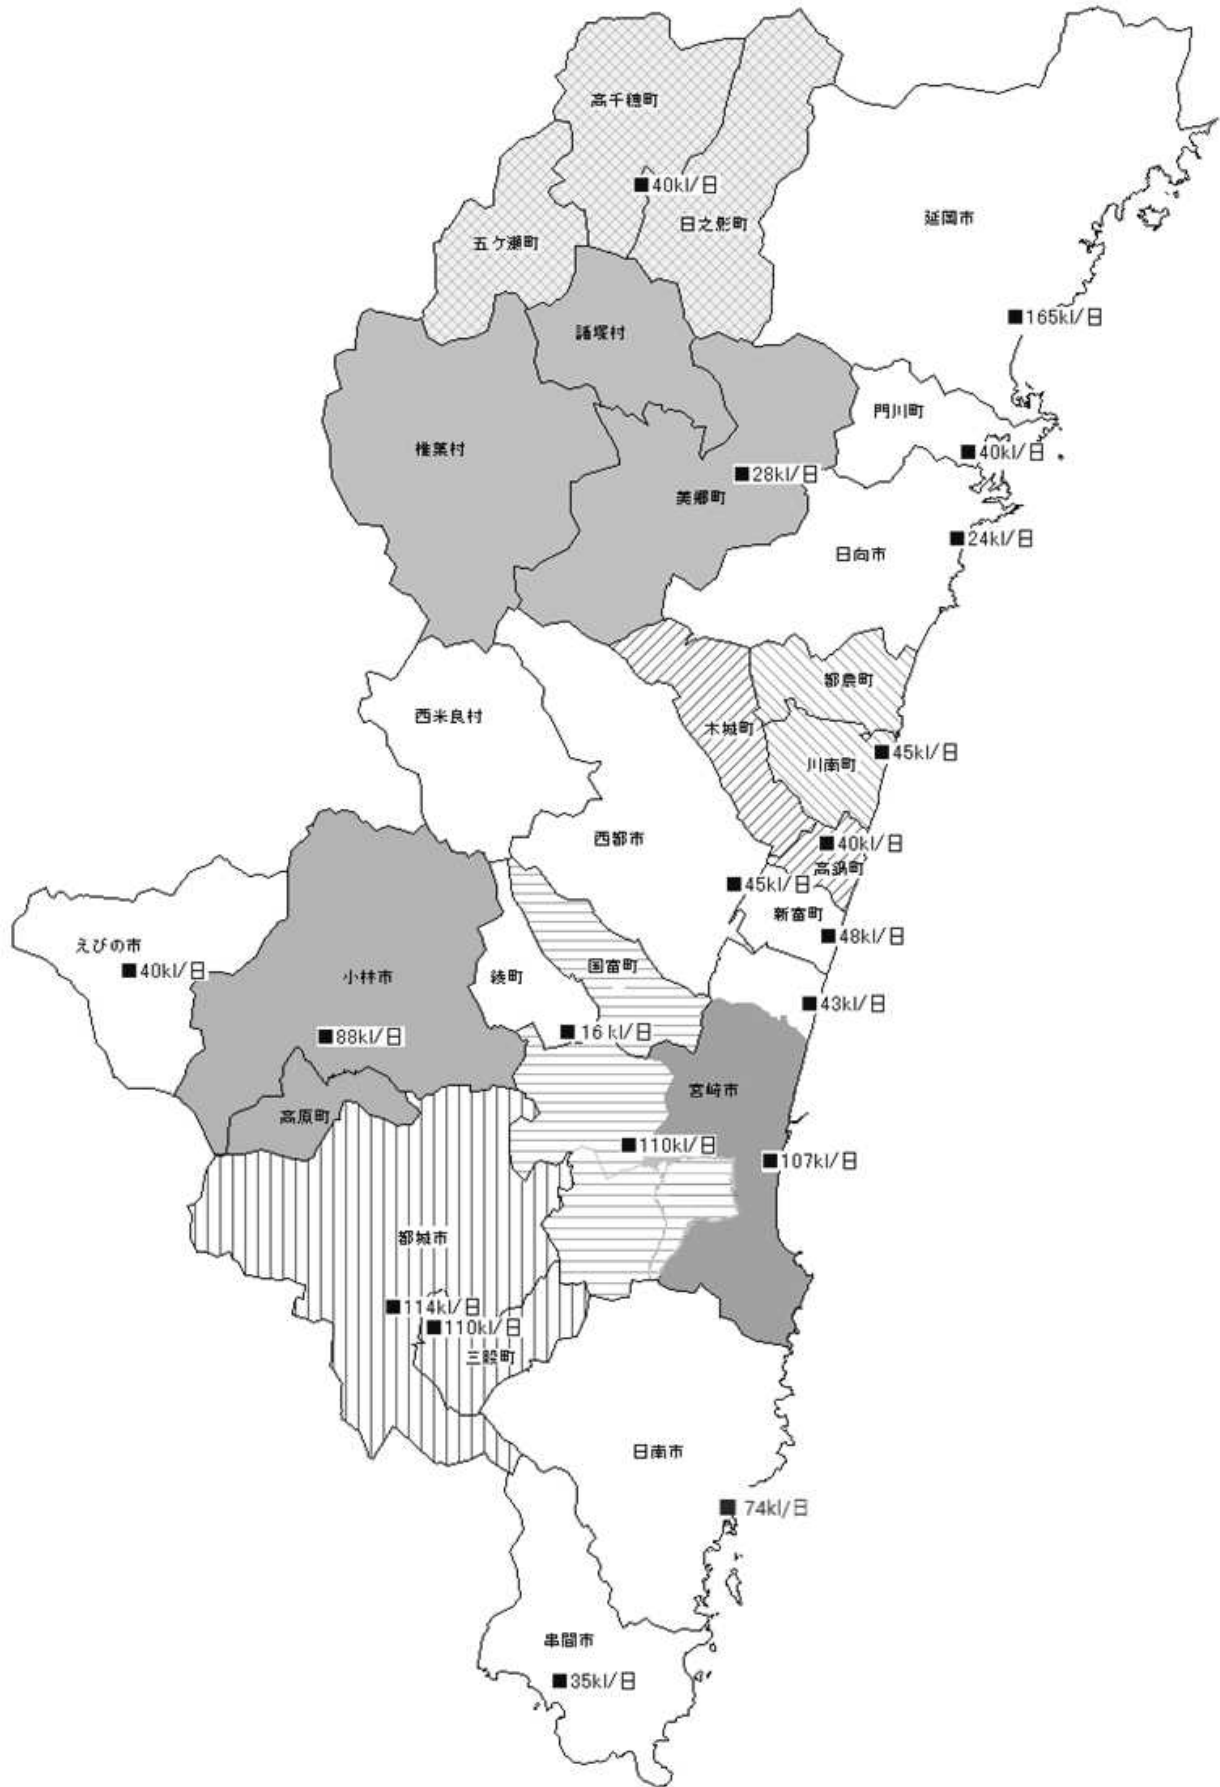 高千穂町
■40kl/日
延岡市
日之影町
五ケ瀬町
■165kl/日
諸塚村
門川町
椎葉村
■40kl/日
■28kl/日
美郷町
■24kl/日
日向市
都農町
西米良村
木城町
■45kl/日
川南町
西都市
■40kl/日
高鍋町
■45kl/日
新富町
■48kl/日
えびの市
国富町
■40kl/日
小林市
綾町
■43kl/日
■16kl/日
■88kl/日
宮崎市
高原町
■110kl/日
■107kl/日
都城市
■114kl/日
■110kl/日
三股町
日南市
■74kl/日
串間市
■35kl/日